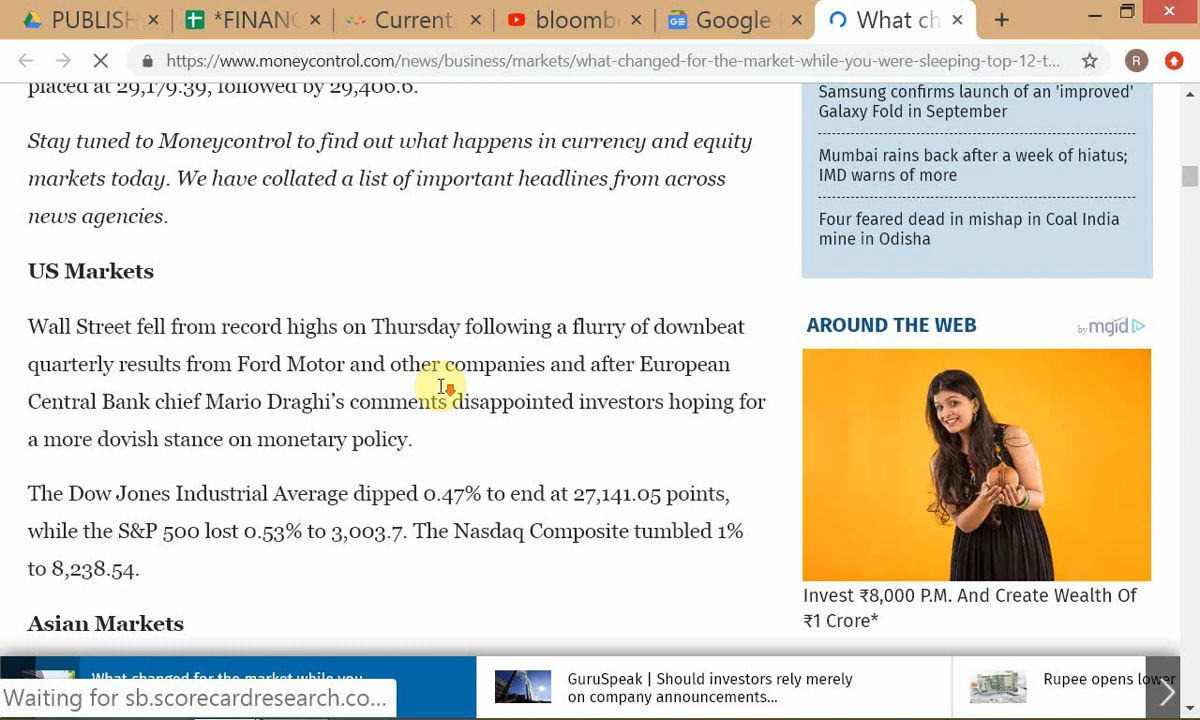 PUBLISH
*FINANC
Current
bloomb
Google
What ch
https://www.moneycontrol.com/news/business/markets/what-changed-for-the-market-while-you-were-sleeping-top-12-t...
R
placed at 29,179.39, followed by 29,406.6.
Stay tuned to Moneycontrol to find out what happens in currency and equity
markets today. We have collated a list of important headlines from across
news agencies.
US Markets
Wall Street fell from record highs on Thursday following a flurry of downbeat
quarterly results from Ford Motor and other companies and after European
Central Bank chief Mario Draghi's comments disappointed investors hoping for
a more dovish stance on monetary policy.
The Dow Jones Industrial Average dipped 0.47% to end at 27,141.05 points,
while the S&P 500 lost 0.53% to 3,003.7. The Nasdaq Composite tumbled 1%
to 8,238.54.
Asian Markets
Samsung confirms launch of an 'improved'
Galaxy Fold in September
Mumbai rains back after a week of hiatus;
IMD warns of more
Four feared dead in mishap in Coal India
mine in Odisha
AROUND THE WEB
by mgid
Invest ₹8,000 P.M. And Create Wealth Of
₹1 Crore*
What changed for the market while you
GuruSpeak | Should investors rely merely
on company announcements...
Rupee opens lower
Waiting for sb.scorecardresearch.co...